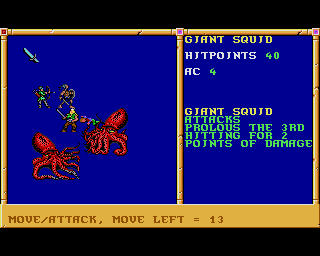 GIANT SQUID
HITPOINTS 40
AC 4
GIANT SQUID
ATTACKS
PROLOUS THE 3RD
HITTING FOR 2
POINTS OF DAMAGE
MOVE/ATTACK, MOVE LEFT = 13